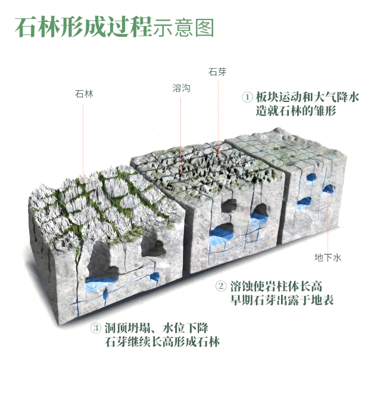 石林形成过程示意图
石芽
石林
溶沟
① 板块运动和大气降水
造就石林的雏形
地下水
② 溶蚀使岩柱体长高
早期石芽出露于地表
③ 洞顶坍塌、水位下降
石芽继续长高形成石林